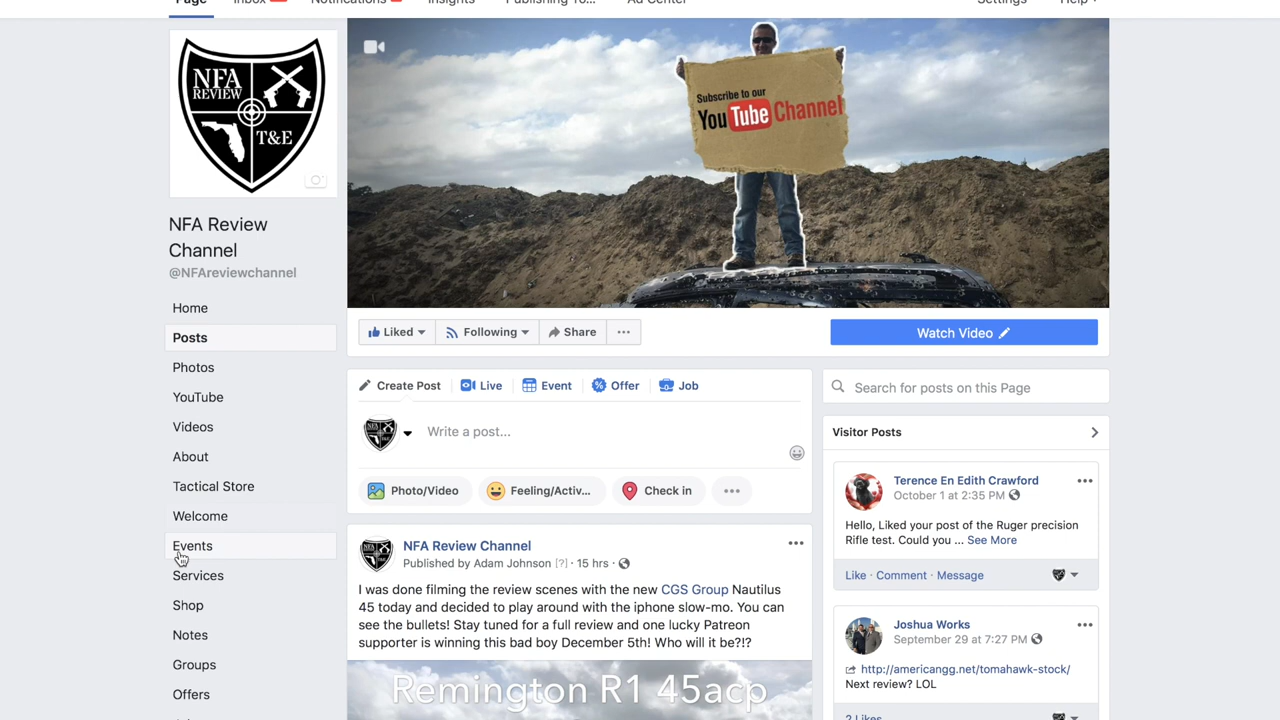 Page Inbox Notifications Insights Publishing To... Ad Center Settings Help
NFA
REVIEW
T&E
Subscribe to our
YouTube Channel
NFA Review
Channel
@NFAreviewchannel
Home
Posts
Photos
YouTube
Videos
About
Tactical Store
Welcome
Events
Services
Shop
Notes
Groups
Offers
Liked Following Share
Watch Video
Create Post Live Event Offer Job
Write a post...
Photo/Video Feeling/Activ... Check in
NFA Review Channel
Published by Adam Johnson [?] · 15 hrs ·
I was done filming the review scenes with the new CGS Group Nautilus
45 today and decided to play around with the iphone slow-mo. You can
see the bullets! Stay tuned for a full review and one lucky Patreon
supporter is winning this bad boy December 5th! Who will it be?!?
Remington R1 45acp
Search for posts on this Page
Visitor Posts
Terence En Edith Crawford
October 1 at 2:35 PM
Hello, Liked your post of the Ruger precision
Rifle test. Could you ... See More
Like · Comment · Message
Joshua Works
September 29 at 7:27 PM
http://americangg.net/tomahawk-stock/
Next review? LOL
2 Likes